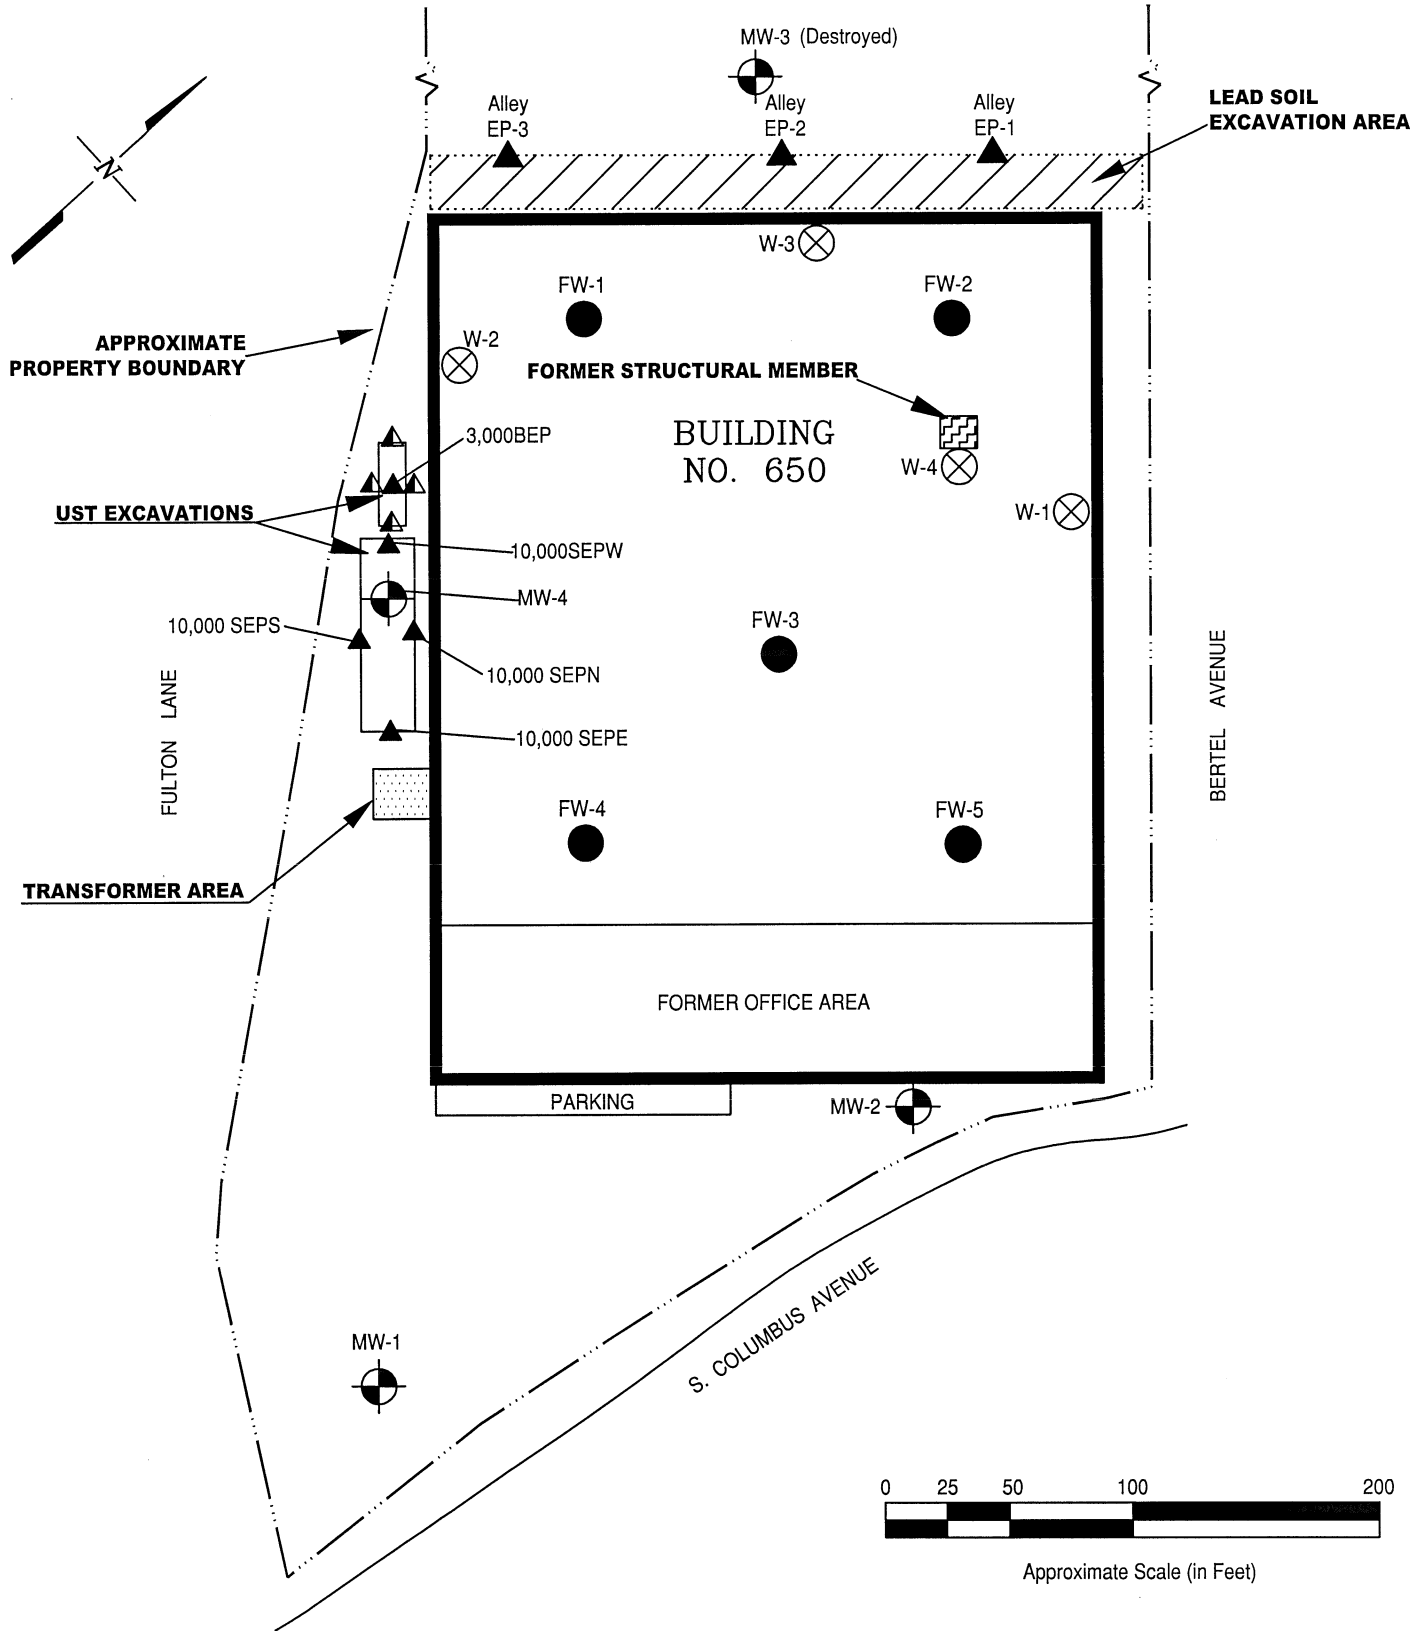 MW-3 (Destroyed)
Alley
EP-3
Alley
EP-2
Alley
EP-1
LEAD SOIL
EXCAVATION AREA
N
W-3
FW-1
FW-2
APPROXIMATE
PROPERTY BOUNDARY
W-2
FORMER STRUCTURAL MEMBER
3,000BEP
BUILDING
NO. 650
W-4
UST EXCAVATIONS
W-1
10,000SEPW
MW-4
10,000 SEPS
FW-3
10,000 SEPN
FULTON LANE
BERTEL AVENUE
10,000 SEPE
FW-4
FW-5
TRANSFORMER AREA
FORMER OFFICE AREA
PARKING
MW-2
S. COLUMBUS AVENUE
MW-1
0 25 50 100 200
Approximate Scale (in Feet)